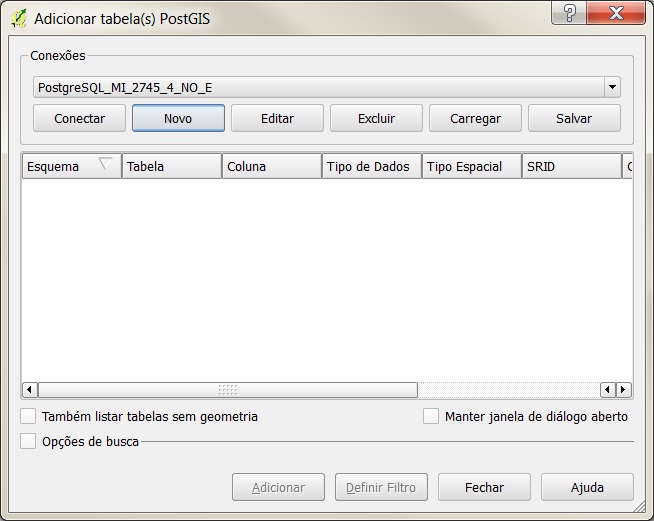 Adicionar tabela(s) PostGIS
Conexões
PostgreSQL_MI_2745_4_NO_E
Conectar Novo Editar Excluir Carregar Salvar
Esquema Tabela Coluna Tipo de Dados Tipo Espacial SRID
Também listar tabelas sem geometria Manter janela de diálogo aberto
Opções de busca
Adicionar Definir Filtro Fechar Ajuda